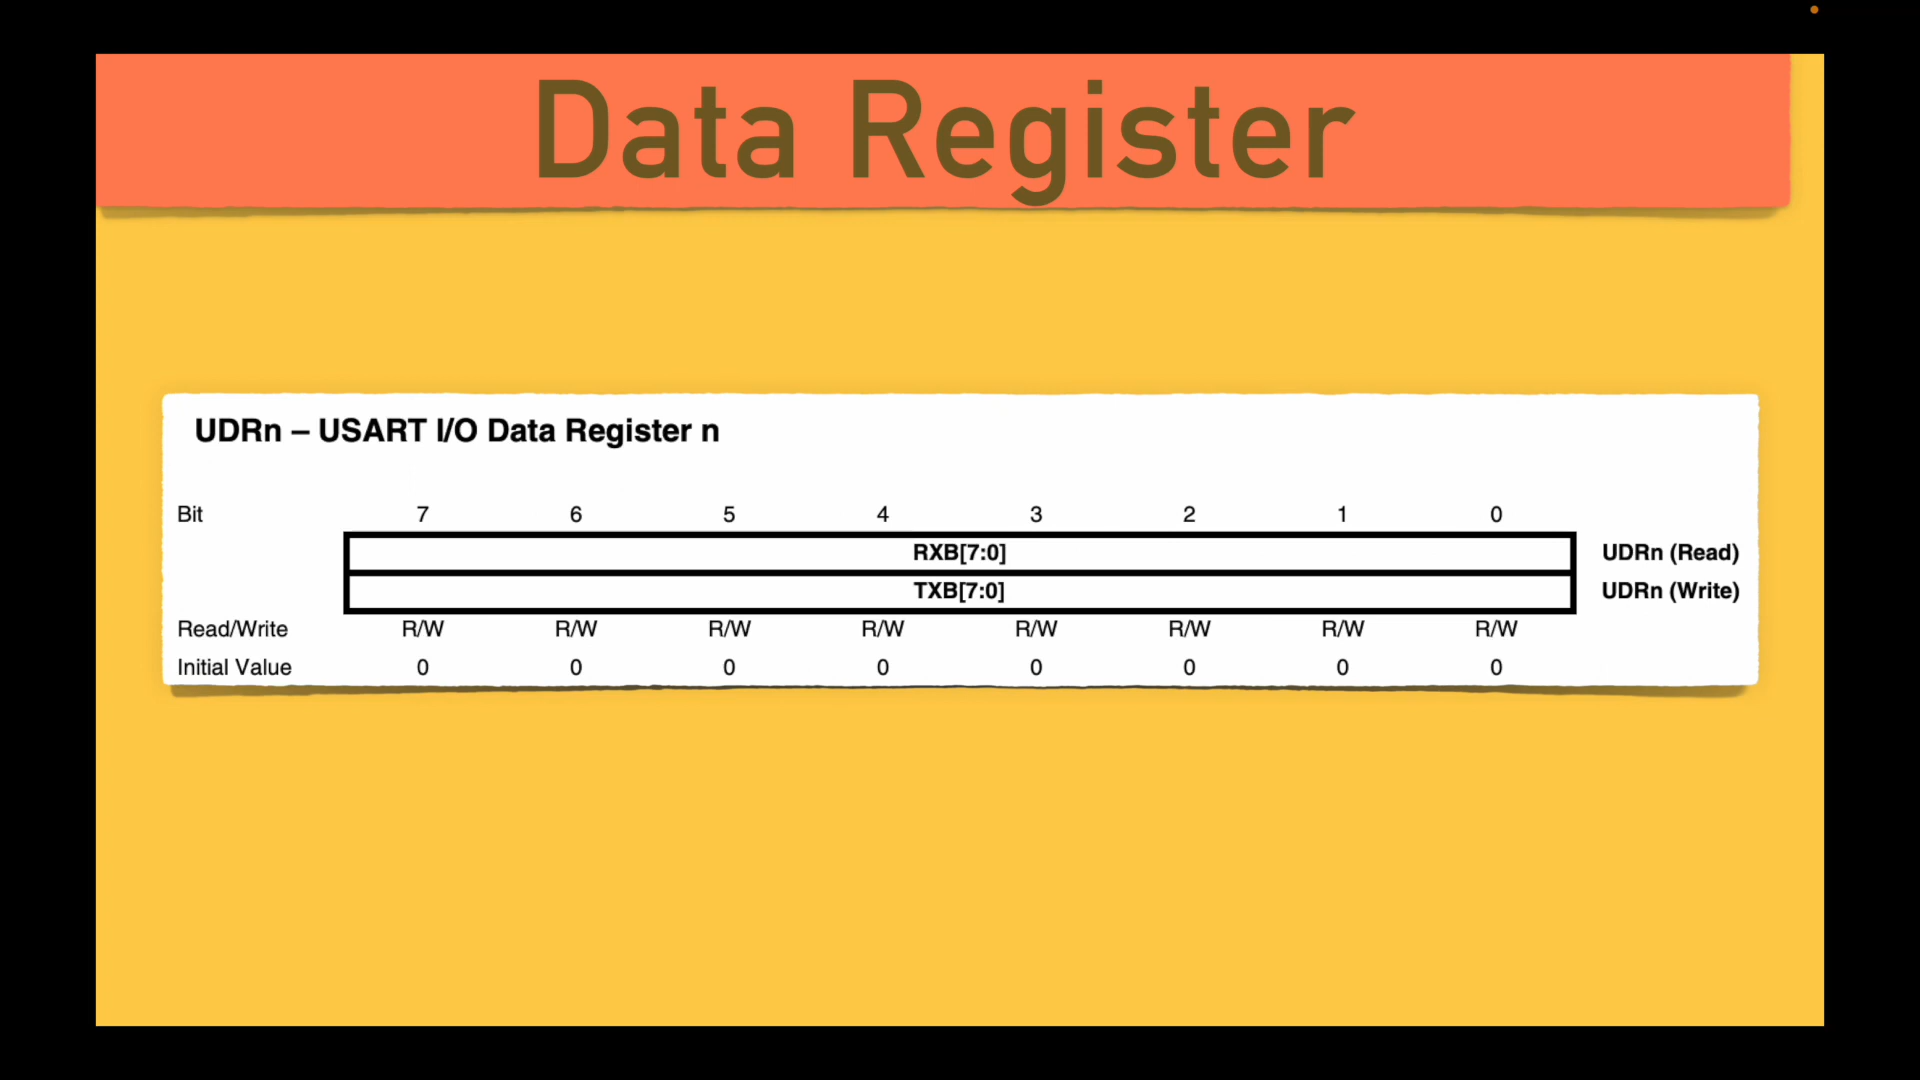 Data Register
UDRn – USART I/O Data Register n
Bit 7 6 5 4 3 2 1 0
RXB[7:0] UDRn (Read)
TXB[7:0] UDRn (Write)
Read/Write R/W R/W R/W R/W R/W R/W R/W R/W
Initial Value 0 0 0 0 0 0 0 0